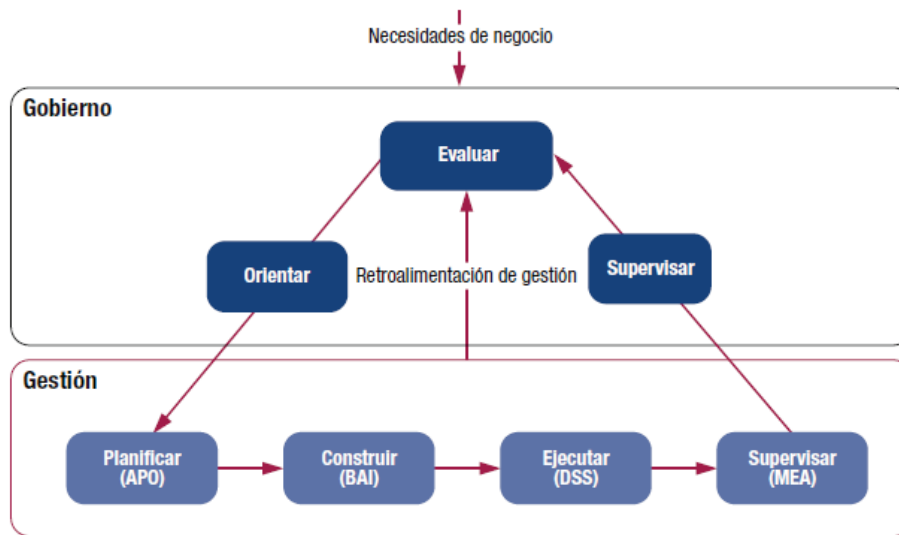 Necesidades de negocio
Gobierno
Evaluar
Orientar
Retroalimentación de gestión
Supervisar
Gestión
Planificar
(APO)
Construir
(BAI)
Ejecutar
(DSS)
Supervisar
(MEA)